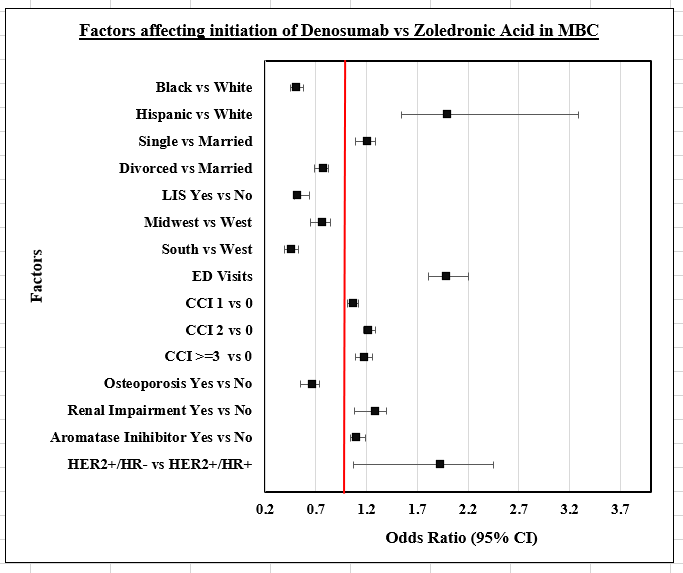 Factors affecting initiation of Denosumab vs Zoledronic Acid in MBC
Black vs White
Hispanic vs White
Single vs Married
Divorced vs Married
LIS Yes vs No
Midwest vs West
South vs West
ED Visits
CCI 1 vs 0
CCI 2 vs 0
CCI >=3 vs 0
Osteoporosis Yes vs No
Renal Impairment Yes vs No
Aromatase Inihibitor Yes vs No
HER2+/HR- vs HER2+/HR+
Factors
0.2 0.7 1.2 1.7 2.2 2.7 3.2 3.7
Odds Ratio (95% CI)